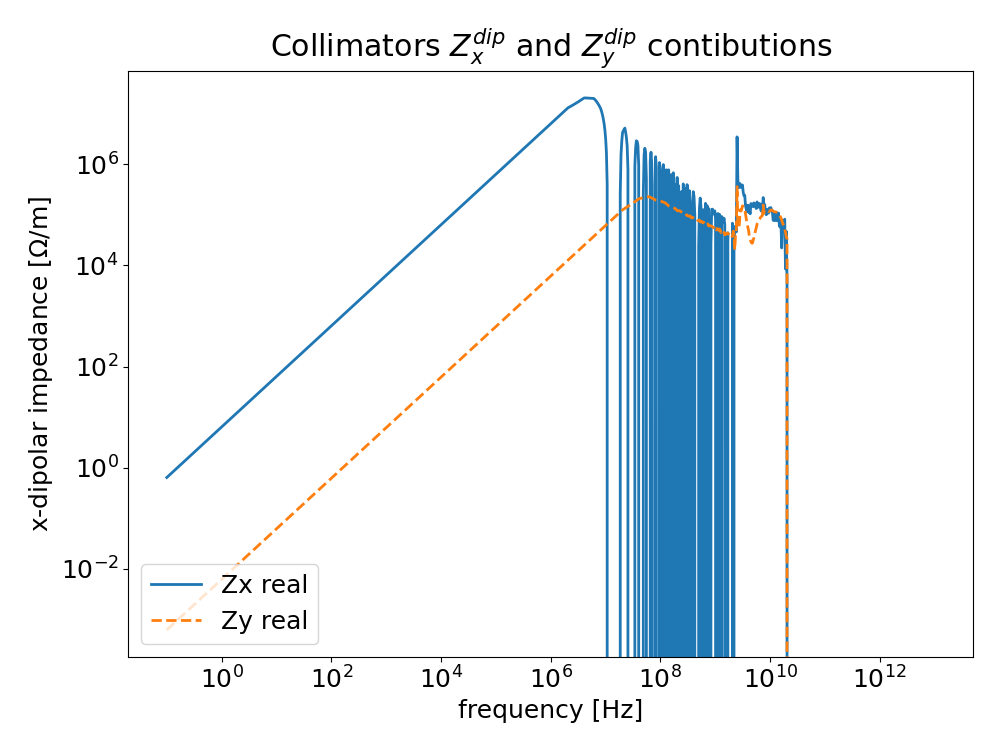 Collimators $Z_x^{dip}$ and $Z_y^{dip}$ contibutions
x-dipolar impedance [Ω/m]
10^6
10^4
10^2
10^0
10^{-2}
Zx real
Zy real
10^0 10^2 10^4 10^6 10^8 10^{10} 10^{12}
frequency [Hz]